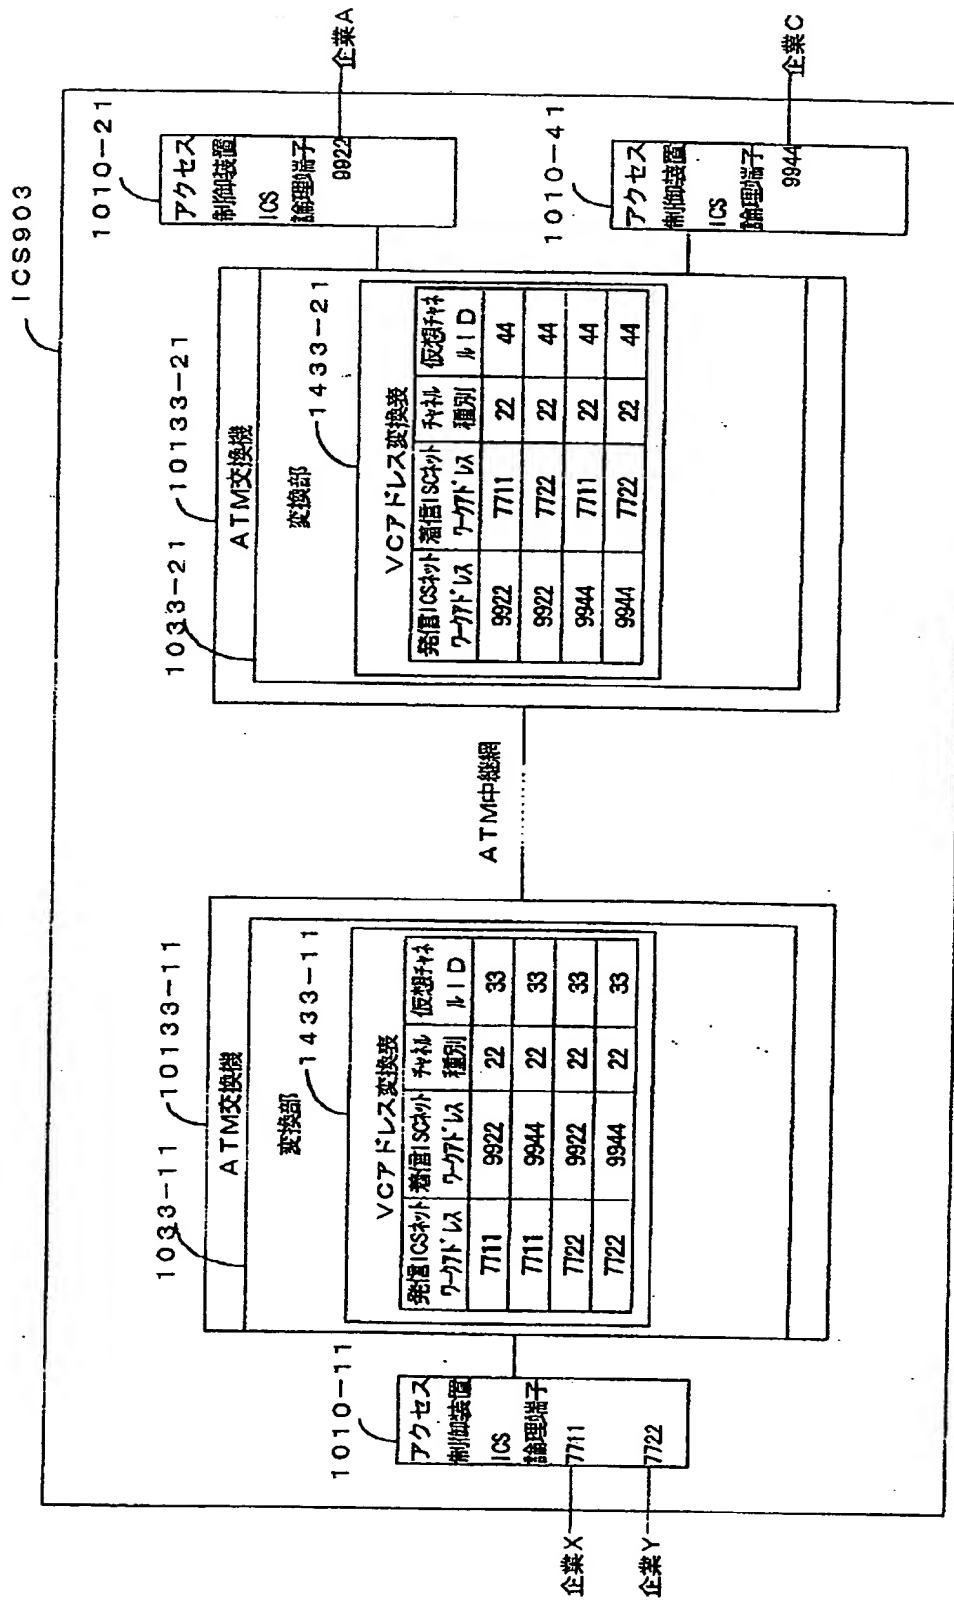 ICS903
1010-11
アクセス
制御装置
ICS
論理端子
7711
7722
企業X
企業Y
1033-11
10133-11
ATM交換機
変換部
1433-11
VCアドレス変換表
発信ICSネット 着信ISCネット チャネル 仮想チャネ
ワークアドレス ワークアドレス 種別 ルID
7711 9922 22 33
7711 9944 22 33
7722 9922 22 33
7722 9944 22 33
ATM中継網
1033-21
10133-21
ATM交換機
変換部
1433-21
VCアドレス変換表
発信ICSネット 着信ISCネット チャネル 仮想チャネ
ワークアドレス ワークアドレス 種別 ルID
9922 7711 22 44
9922 7722 22 44
9944 7711 22 44
9944 7722 22 44
1010-21
アクセス
制御装置
ICS
論理端子
9922
企業A
1010-41
アクセス
制御装置
ICS
論理端子
9944
企業C